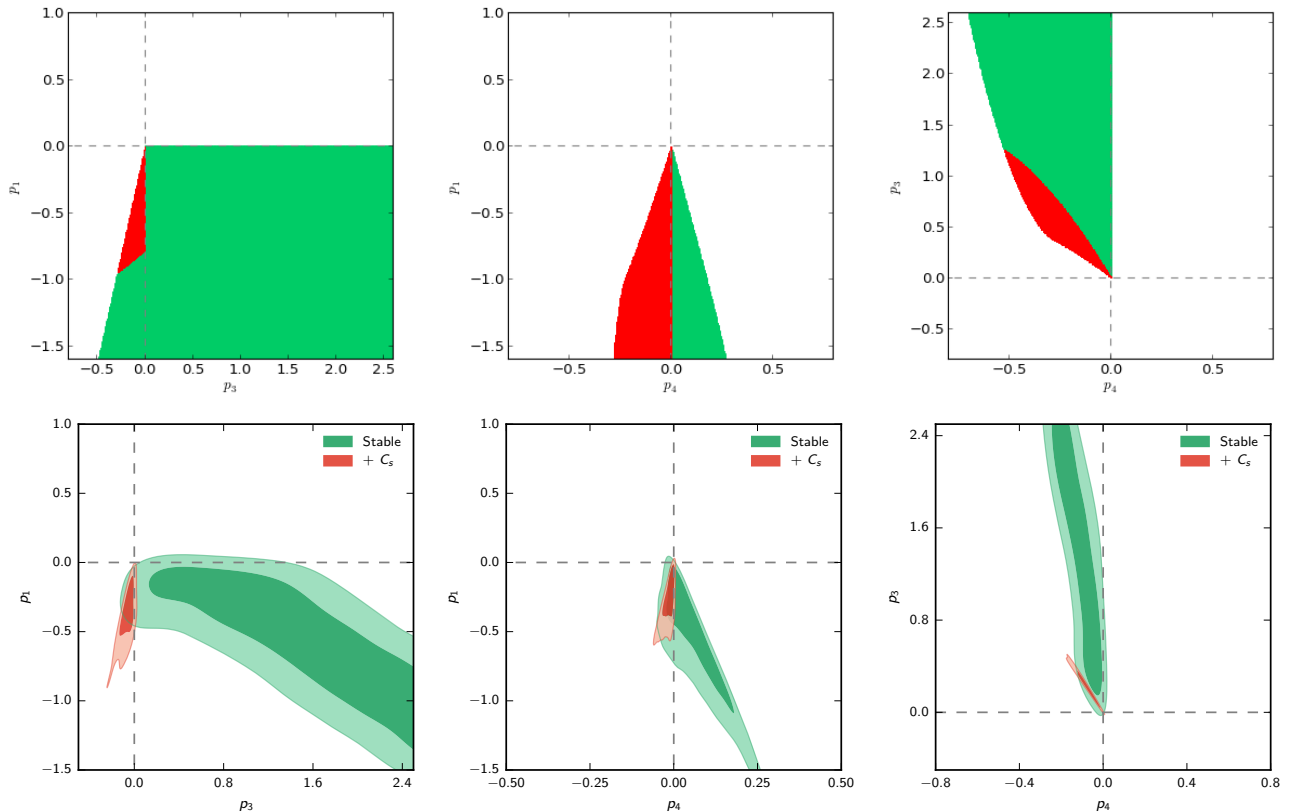 1.0
0.5
0.0
−0.5
−1.0
−1.5
p₁
−0.5 0.0 0.5 1.0 1.5 2.0 2.5
p₃
1.0
0.5
0.0
−0.5
−1.0
−1.5
p₁
−0.5 0.0 0.5
p₄
2.5
2.0
1.5
1.0
0.5
0.0
−0.5
p₃
−0.5 0.0 0.5
p₄
1.0
0.5
0.0
−0.5
−1.0
−1.5
p₁
Stable
+ Cₛ
0.0 0.8 1.6 2.4
p₃
1.0
0.5
0.0
−0.5
−1.0
−1.5
p₁
Stable
+ Cₛ
−0.50 −0.25 0.00 0.25 0.50
p₄
2.4
1.6
0.8
0.0
p₃
Stable
+ Cₛ
−0.8 −0.4 0.0 0.4 0.8
p₄